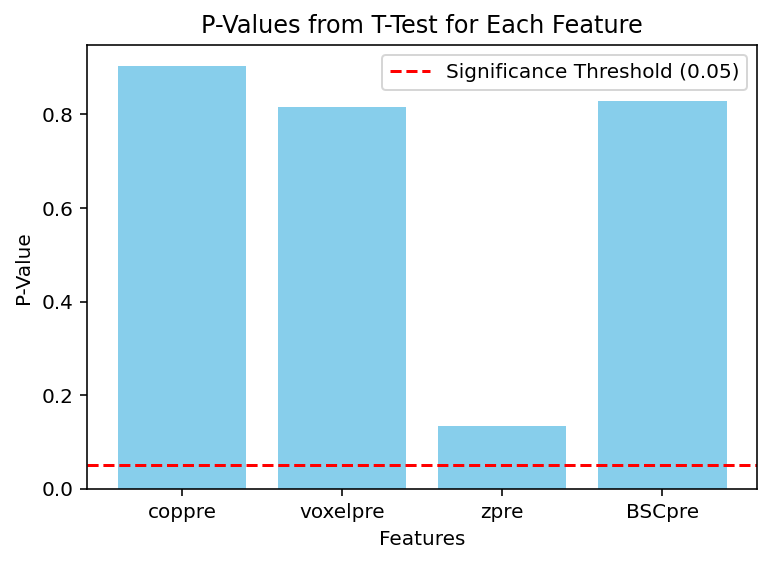 P-Values from T-Test for Each Feature
Significance Threshold (0.05)
P-Value
0.8
0.6
0.4
0.2
0.0
coppre voxelpre zpre BSCpre
Features